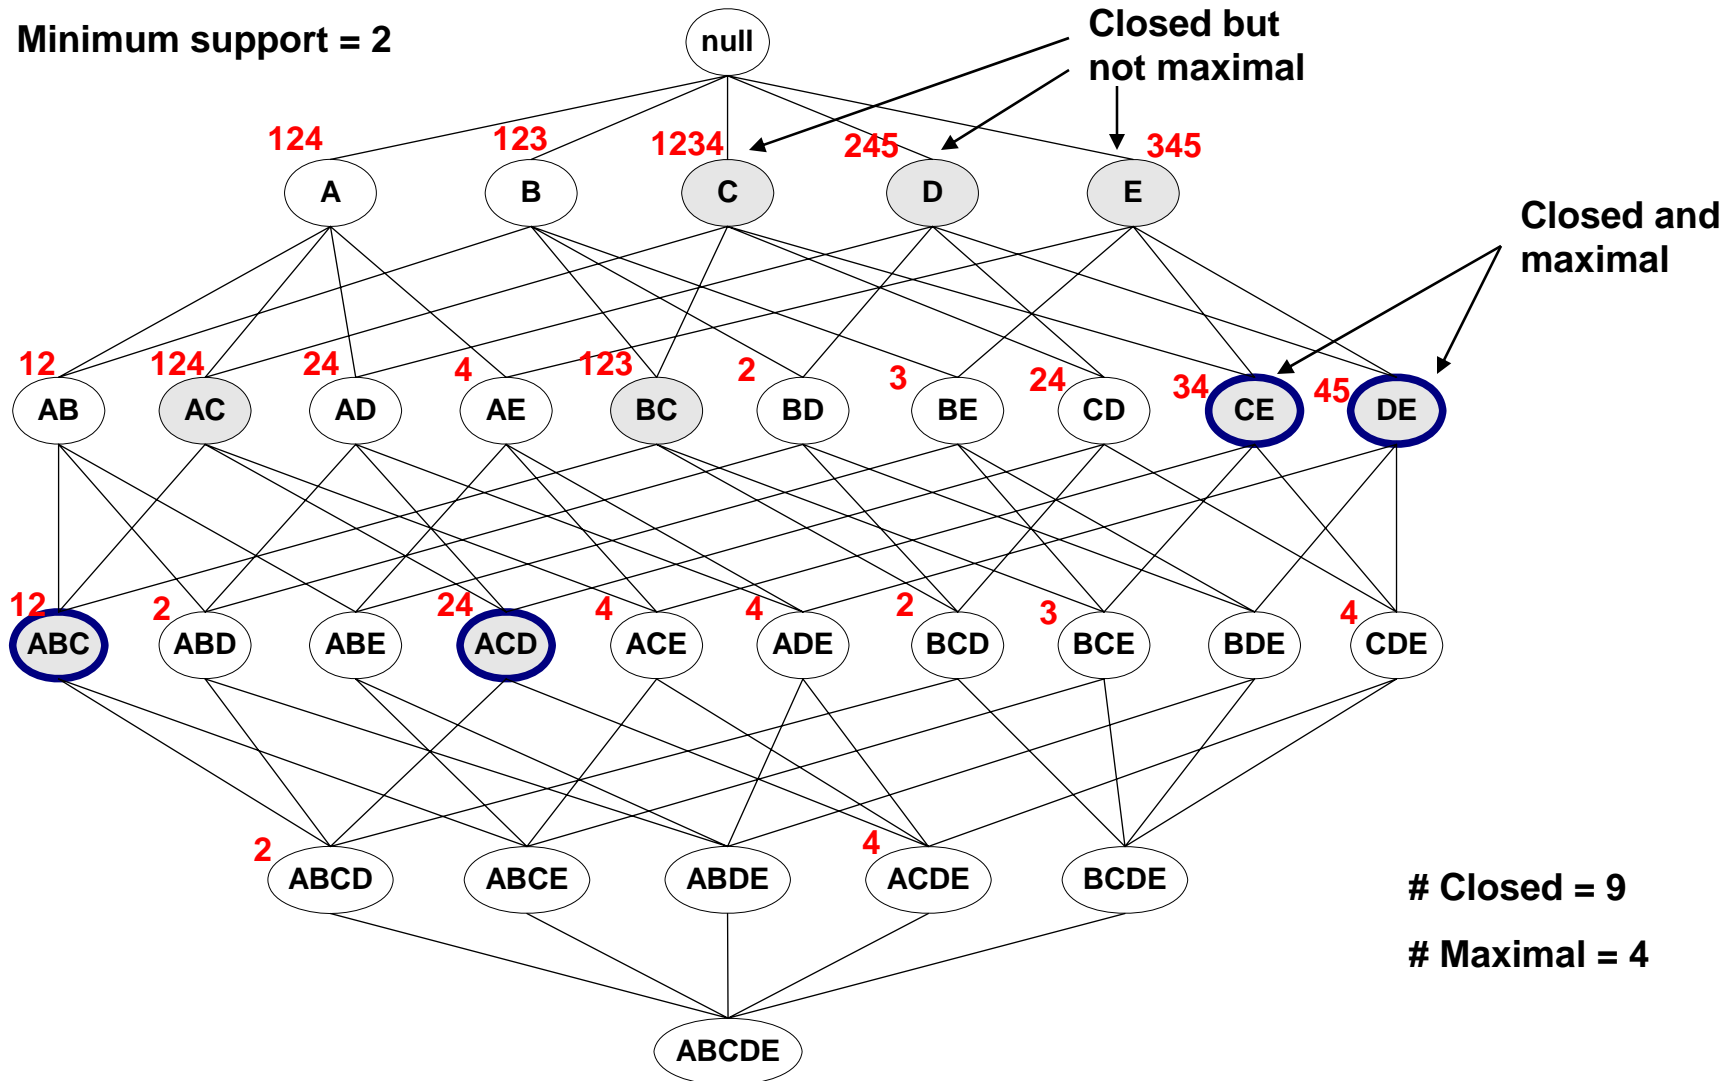 Minimum support = 2
null
Closed but
not maximal
124
123
1234
245
345
A
B
C
D
E
Closed and
maximal
12
124
24
4
123
2
3
24
34
45
AB
AC
AD
AE
BC
BD
BE
CD
CE
DE
12
2
24
4
4
2
3
4
ABC
ABD
ABE
ACD
ACE
ADE
BCD
BCE
BDE
CDE
2
4
ABCD
ABCE
ABDE
ACDE
BCDE
# Closed = 9
# Maximal = 4
ABCDE